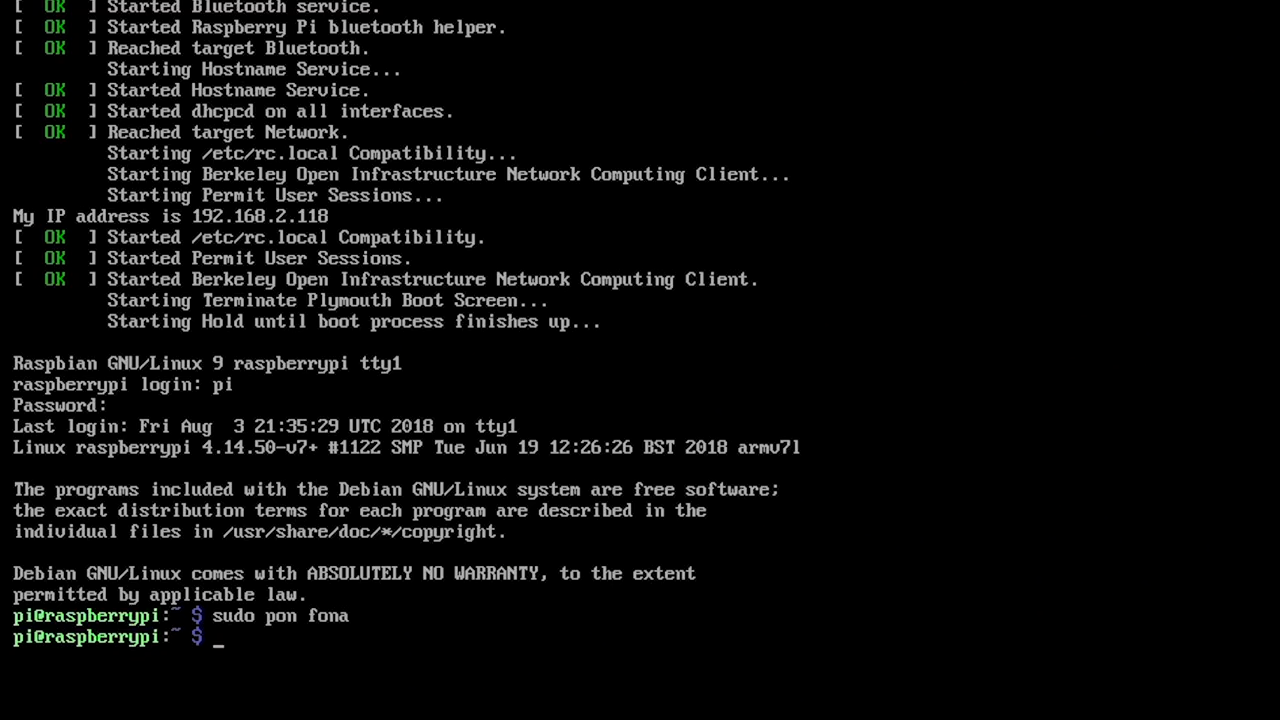 [  OK  ] Started Bluetooth service.
[  OK  ] Started Raspberry Pi bluetooth helper.
[  OK  ] Reached target Bluetooth.
         Starting Hostname Service...
[  OK  ] Started Hostname Service.
[  OK  ] Started dhcpcd on all interfaces.
[  OK  ] Reached target Network.
         Starting /etc/rc.local Compatibility...
         Starting Berkeley Open Infrastructure Network Computing Client...
         Starting Permit User Sessions...
My IP address is 192.168.2.118
[  OK  ] Started /etc/rc.local Compatibility.
[  OK  ] Started Permit User Sessions.
[  OK  ] Started Berkeley Open Infrastructure Network Computing Client.
         Starting Terminate Plymouth Boot Screen...
         Starting Hold until boot process finishes up...
Raspbian GNU/Linux 9 raspberrypi tty1
raspberrypi login: pi
Password:
Last login: Fri Aug  3 21:35:29 UTC 2018 on tty1
Linux raspberrypi 4.14.50-v7+ #1122 SMP Tue Jun 19 12:26:26 BST 2018 armv7l
The programs included with the Debian GNU/Linux system are free software;
the exact distribution terms for each program are described in the
individual files in /usr/share/doc/*/copyright.
Debian GNU/Linux comes with ABSOLUTELY NO WARRANTY, to the extent
permitted by applicable law.
pi@raspberrypi:~ $ sudo pon fona
pi@raspberrypi:~ $ _